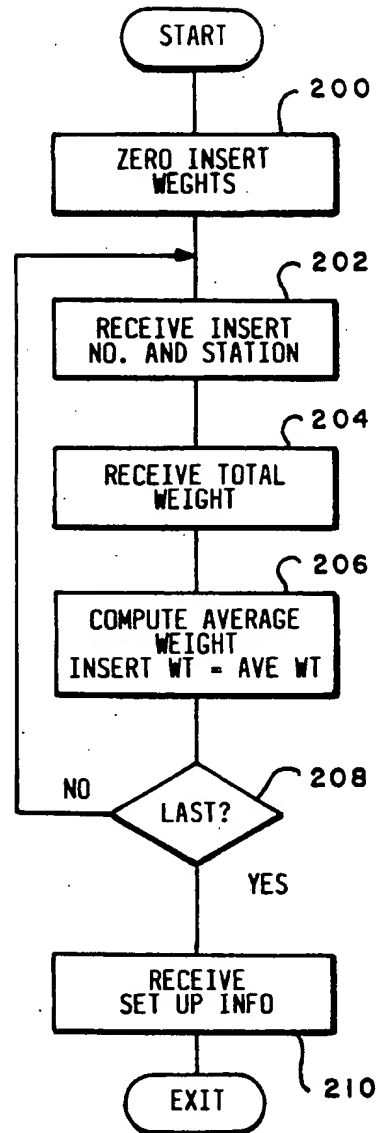 START
200
ZERO INSERT
WEGHTS
202
RECEIVE INSERT
NO. AND STATION
204
RECEIVE TOTAL
WEIGHT
206
COMPUTE AVERAGE
WEIGHT
INSERT WT = AVE WT
208
NO
LAST?
YES
RECEIVE
SET UP INFO
210
EXIT